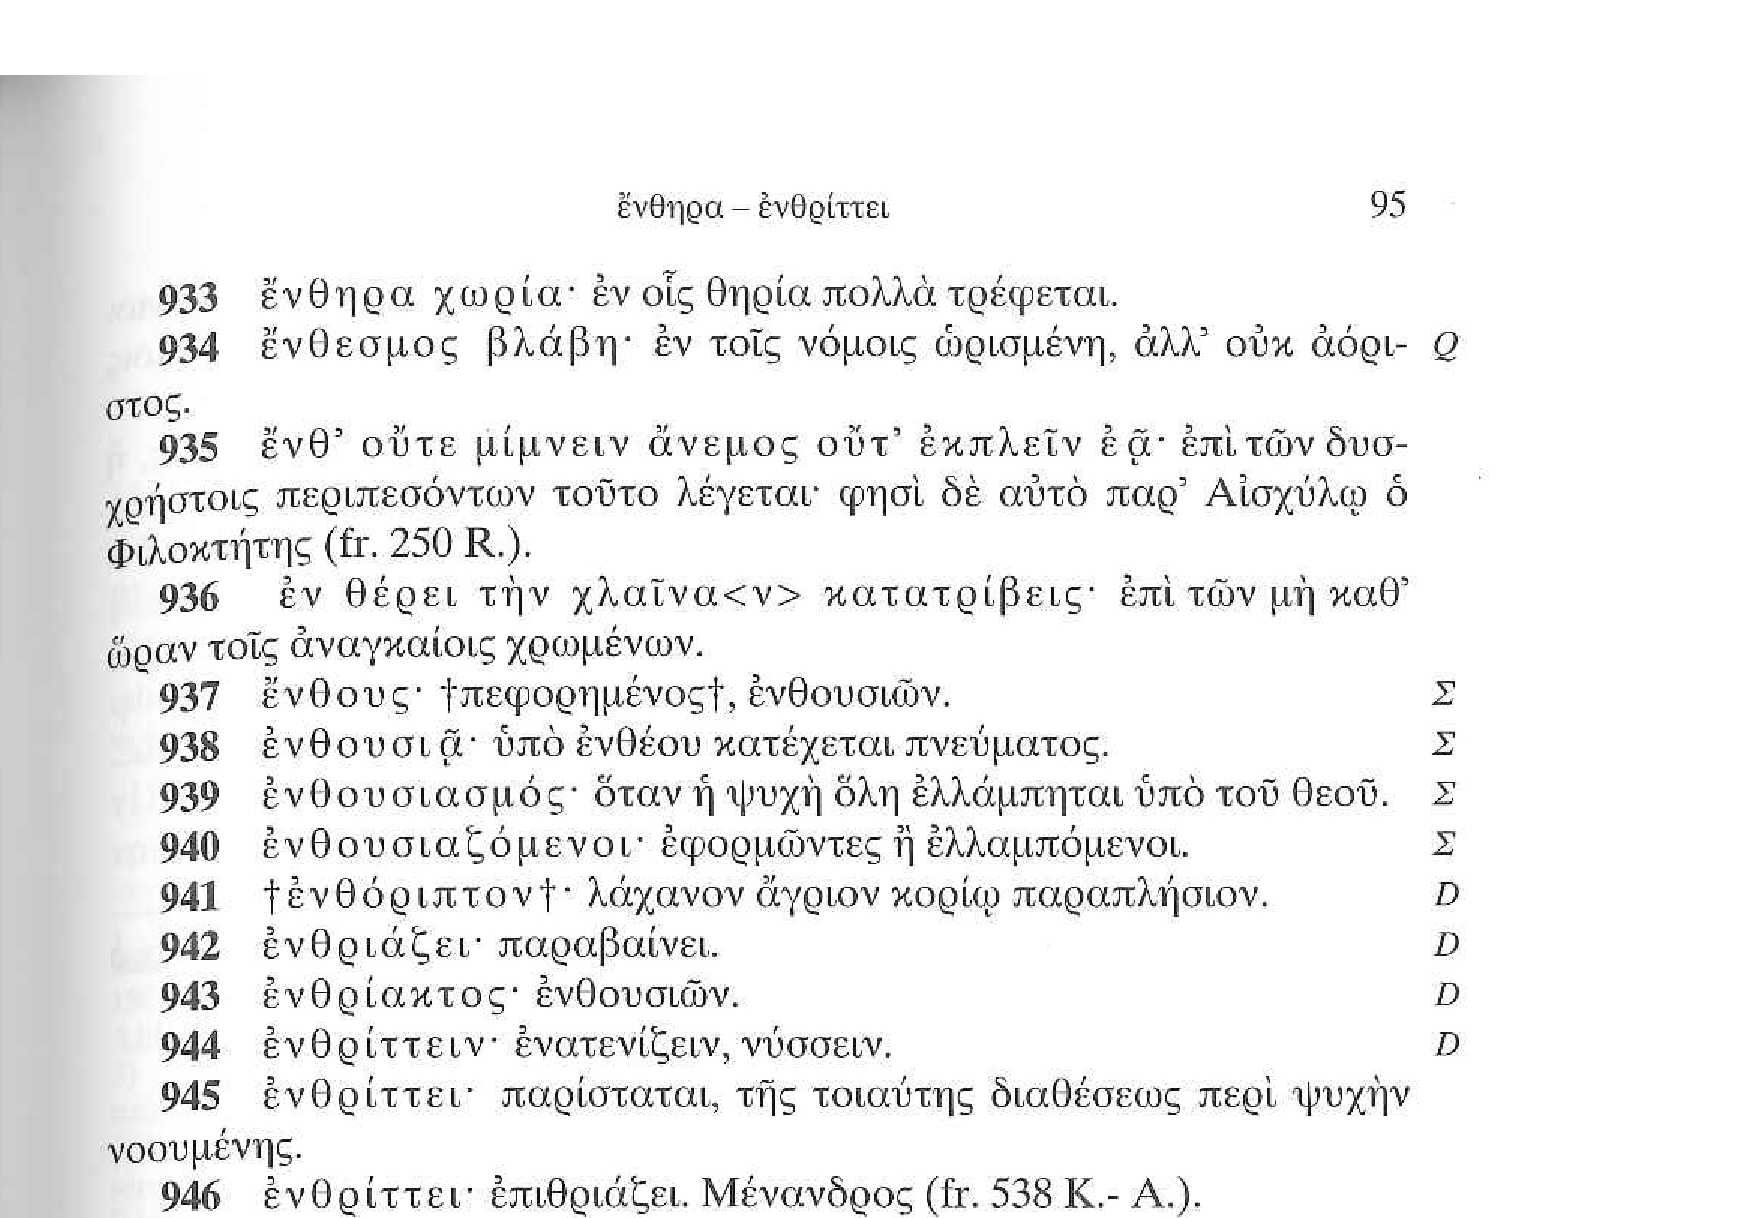 ἔνθηρα – ἐνθρίττει 95
933 ἔνθηρα χωρία· ἐν οἷς θηρία πολλὰ τρέφεται.
934 ἔνθεσμος βλάβη· ἐν τοῖς νόμοις ὡρισμένη, ἀλλ’ οὐκ ἀόρι- Q
στος.
935 ἔνθ’ οὔτε μίμνειν ἄνεμος οὔτ’ ἐκπλεῖν ἐᾷ· ἐπὶ τῶν δυσ-
χρήστοις περιπεσόντων τοῦτο λέγεται· φησὶ δὲ αὐτὸ παρ’ Αἰσχύλῳ ὁ
Φιλοκτήτης (fr. 250 R.).
936 ἐν θέρει τὴν χλαῖνα<ν> κατατρίβεις· ἐπὶ τῶν μὴ καθ’
ὥραν τοῖς ἀναγκαίοις χρωμένων.
937 ἔνθους· †πεφορημένος†, ἐνθουσιῶν. Σ
938 ἐνθουσιᾷ· ὑπὸ ἐνθέου κατέχεται πνεύματος. Σ
939 ἐνθουσιασμός· ὅταν ἡ ψυχὴ ὅλη ἐλλάμπηται ὑπὸ τοῦ θεοῦ. Σ
940 ἐνθουσιαζόμενοι· ἐφορμῶντες ἢ ἐλλαμπόμενοι. Σ
941 †ἐνθόριπτον†· λάχανον ἄγριον κορίῳ παραπλήσιον. D
942 ἐνθριάζει· παραβαίνει. D
943 ἐνθρίακτος· ἐνθουσιῶν. D
944 ἐνθρίττειν· ἐνατενίζειν, νύσσειν. D
945 ἐνθρίττει· παρίσταται, τῆς τοιαύτης διαθέσεως περὶ ψυχὴν
νοουμένης.
946 ἐνθρίττει· ἐπιθριάζει. Μένανδρος (fr. 538 K.- A.).